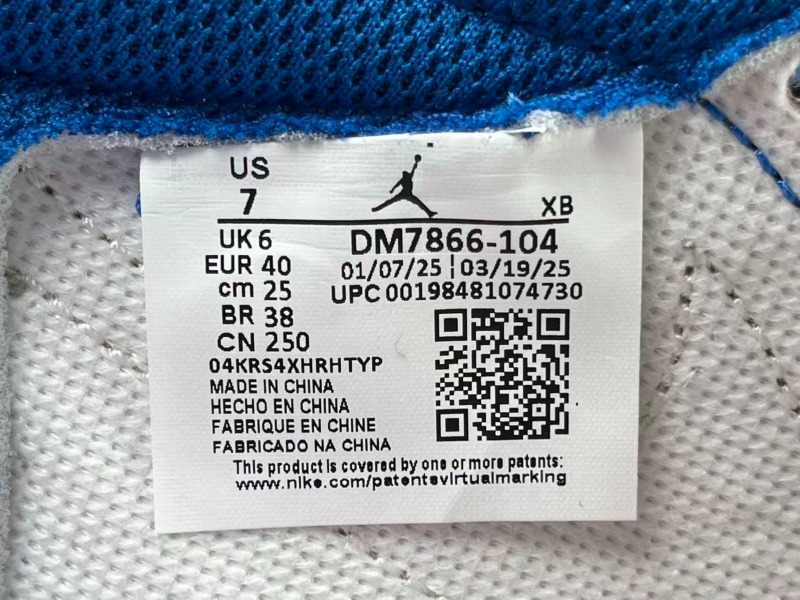 US
7
XB
UK 6
DM7866-104
EUR 40
01/07/25 | 03/19/25
cm 25
UPC 00198481074730
BR 38
CN 250
04KRS4XHRHTYP
MADE IN CHINA
HECHO EN CHINA
FABRIQUE EN CHINE
FABRICADO NA CHINA
This product is covered by one or more patents:
www.nike.com/patentsvirtualmarking